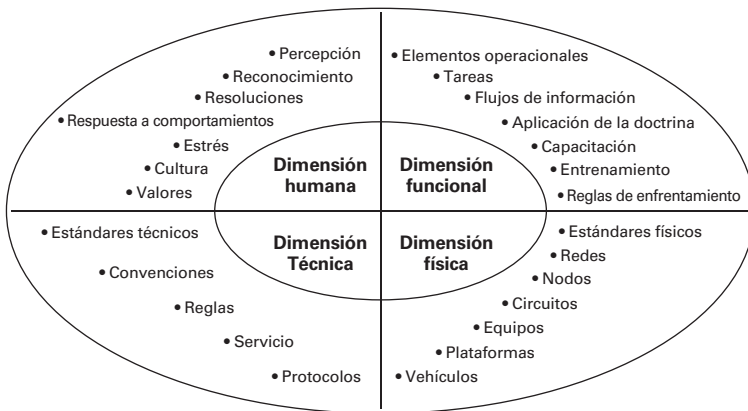 • Percepción
• Reconocimiento
• Resoluciones
• Respuesta a comportamientos
• Estrés
• Cultura
• Valores
Dimensión
humana
• Elementos operacionales
• Tareas
• Flujos de información
• Aplicación de la doctrina
• Capacitación
• Entrenamiento
• Reglas de enfrentamiento
Dimensión
funcional
• Estándares técnicos
• Convenciones
• Reglas
• Servicio
• Protocolos
Dimensión
Técnica
• Estándares físicos
• Redes
• Nodos
• Circuitos
• Equipos
• Plataformas
• Vehículos
Dimensión
física